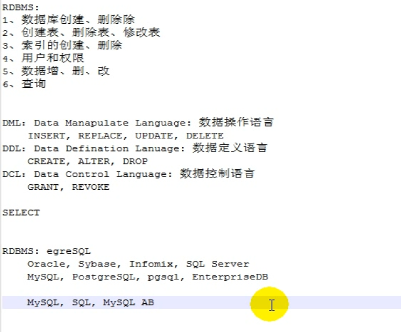 RDBMS:
1、数据库创建、删除除
2、创建表、删除表、修改表
3、索引的创建、删除
4、用户和权限
5、数据增、删、改
6、查询
DML: Data Manapulate Language: 数据操作语言
INSERT, REPLACE, UPDATE, DELETE
DDL: Data Defination Lanuage: 数据定义语言
CREATE, ALTER, DROP
DCL: Data Control Language: 数据控制语言
GRANT, REVOKE
SELECT
RDBMS: egreSQL
Oracle, Sybase, Infomix, SQL Server
MySQL, PostgreSQL, pgsql, EnterpriseDB
MySQL, SQL, MySQL AB